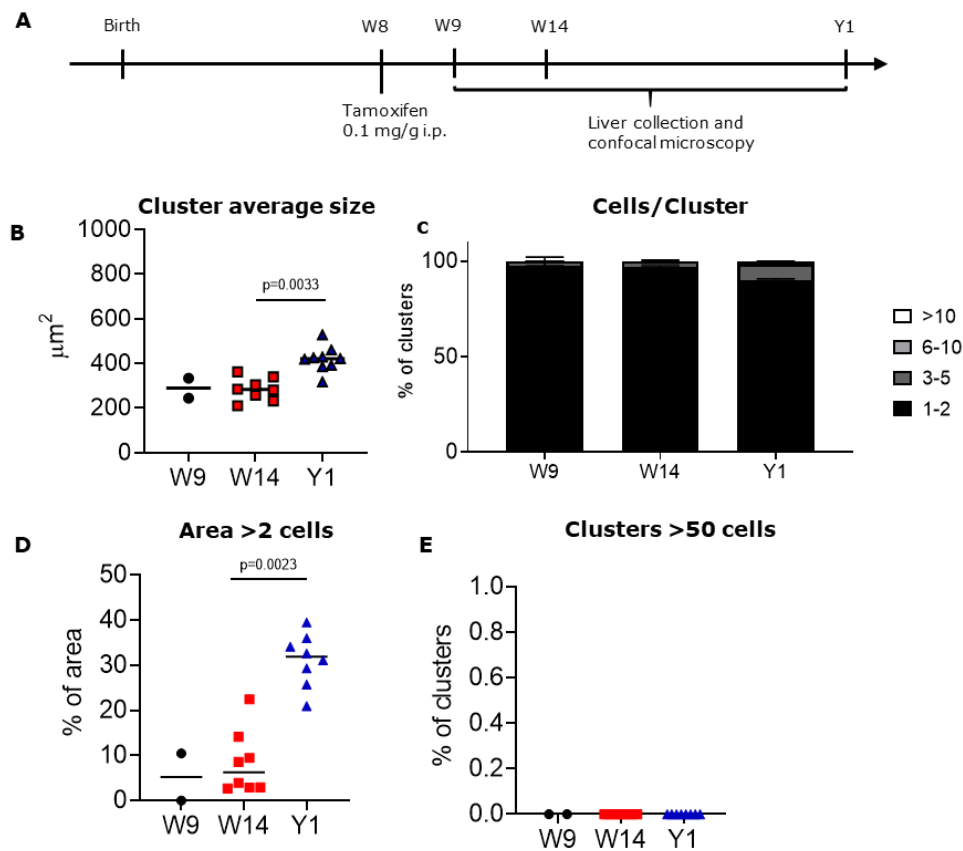 A
Birth
W8
W9
W14
Y1
Tamoxifen
0.1 mg/g i.p.
Liver collection and
confocal microscopy
B
Cluster average size
1000
800
600
400
200
0
μm²
p=0.0033
W9
W14
Y1
C
Cells/Cluster
100
50
0
% of clusters
W9
W14
Y1
>10
6-10
3-5
1-2
D
Area >2 cells
50
40
30
20
10
0
% of area
p=0.0023
W9
W14
Y1
E
Clusters >50 cells
1.0
0.8
0.6
0.4
0.2
0.0
% of clusters
W9
W14
Y1